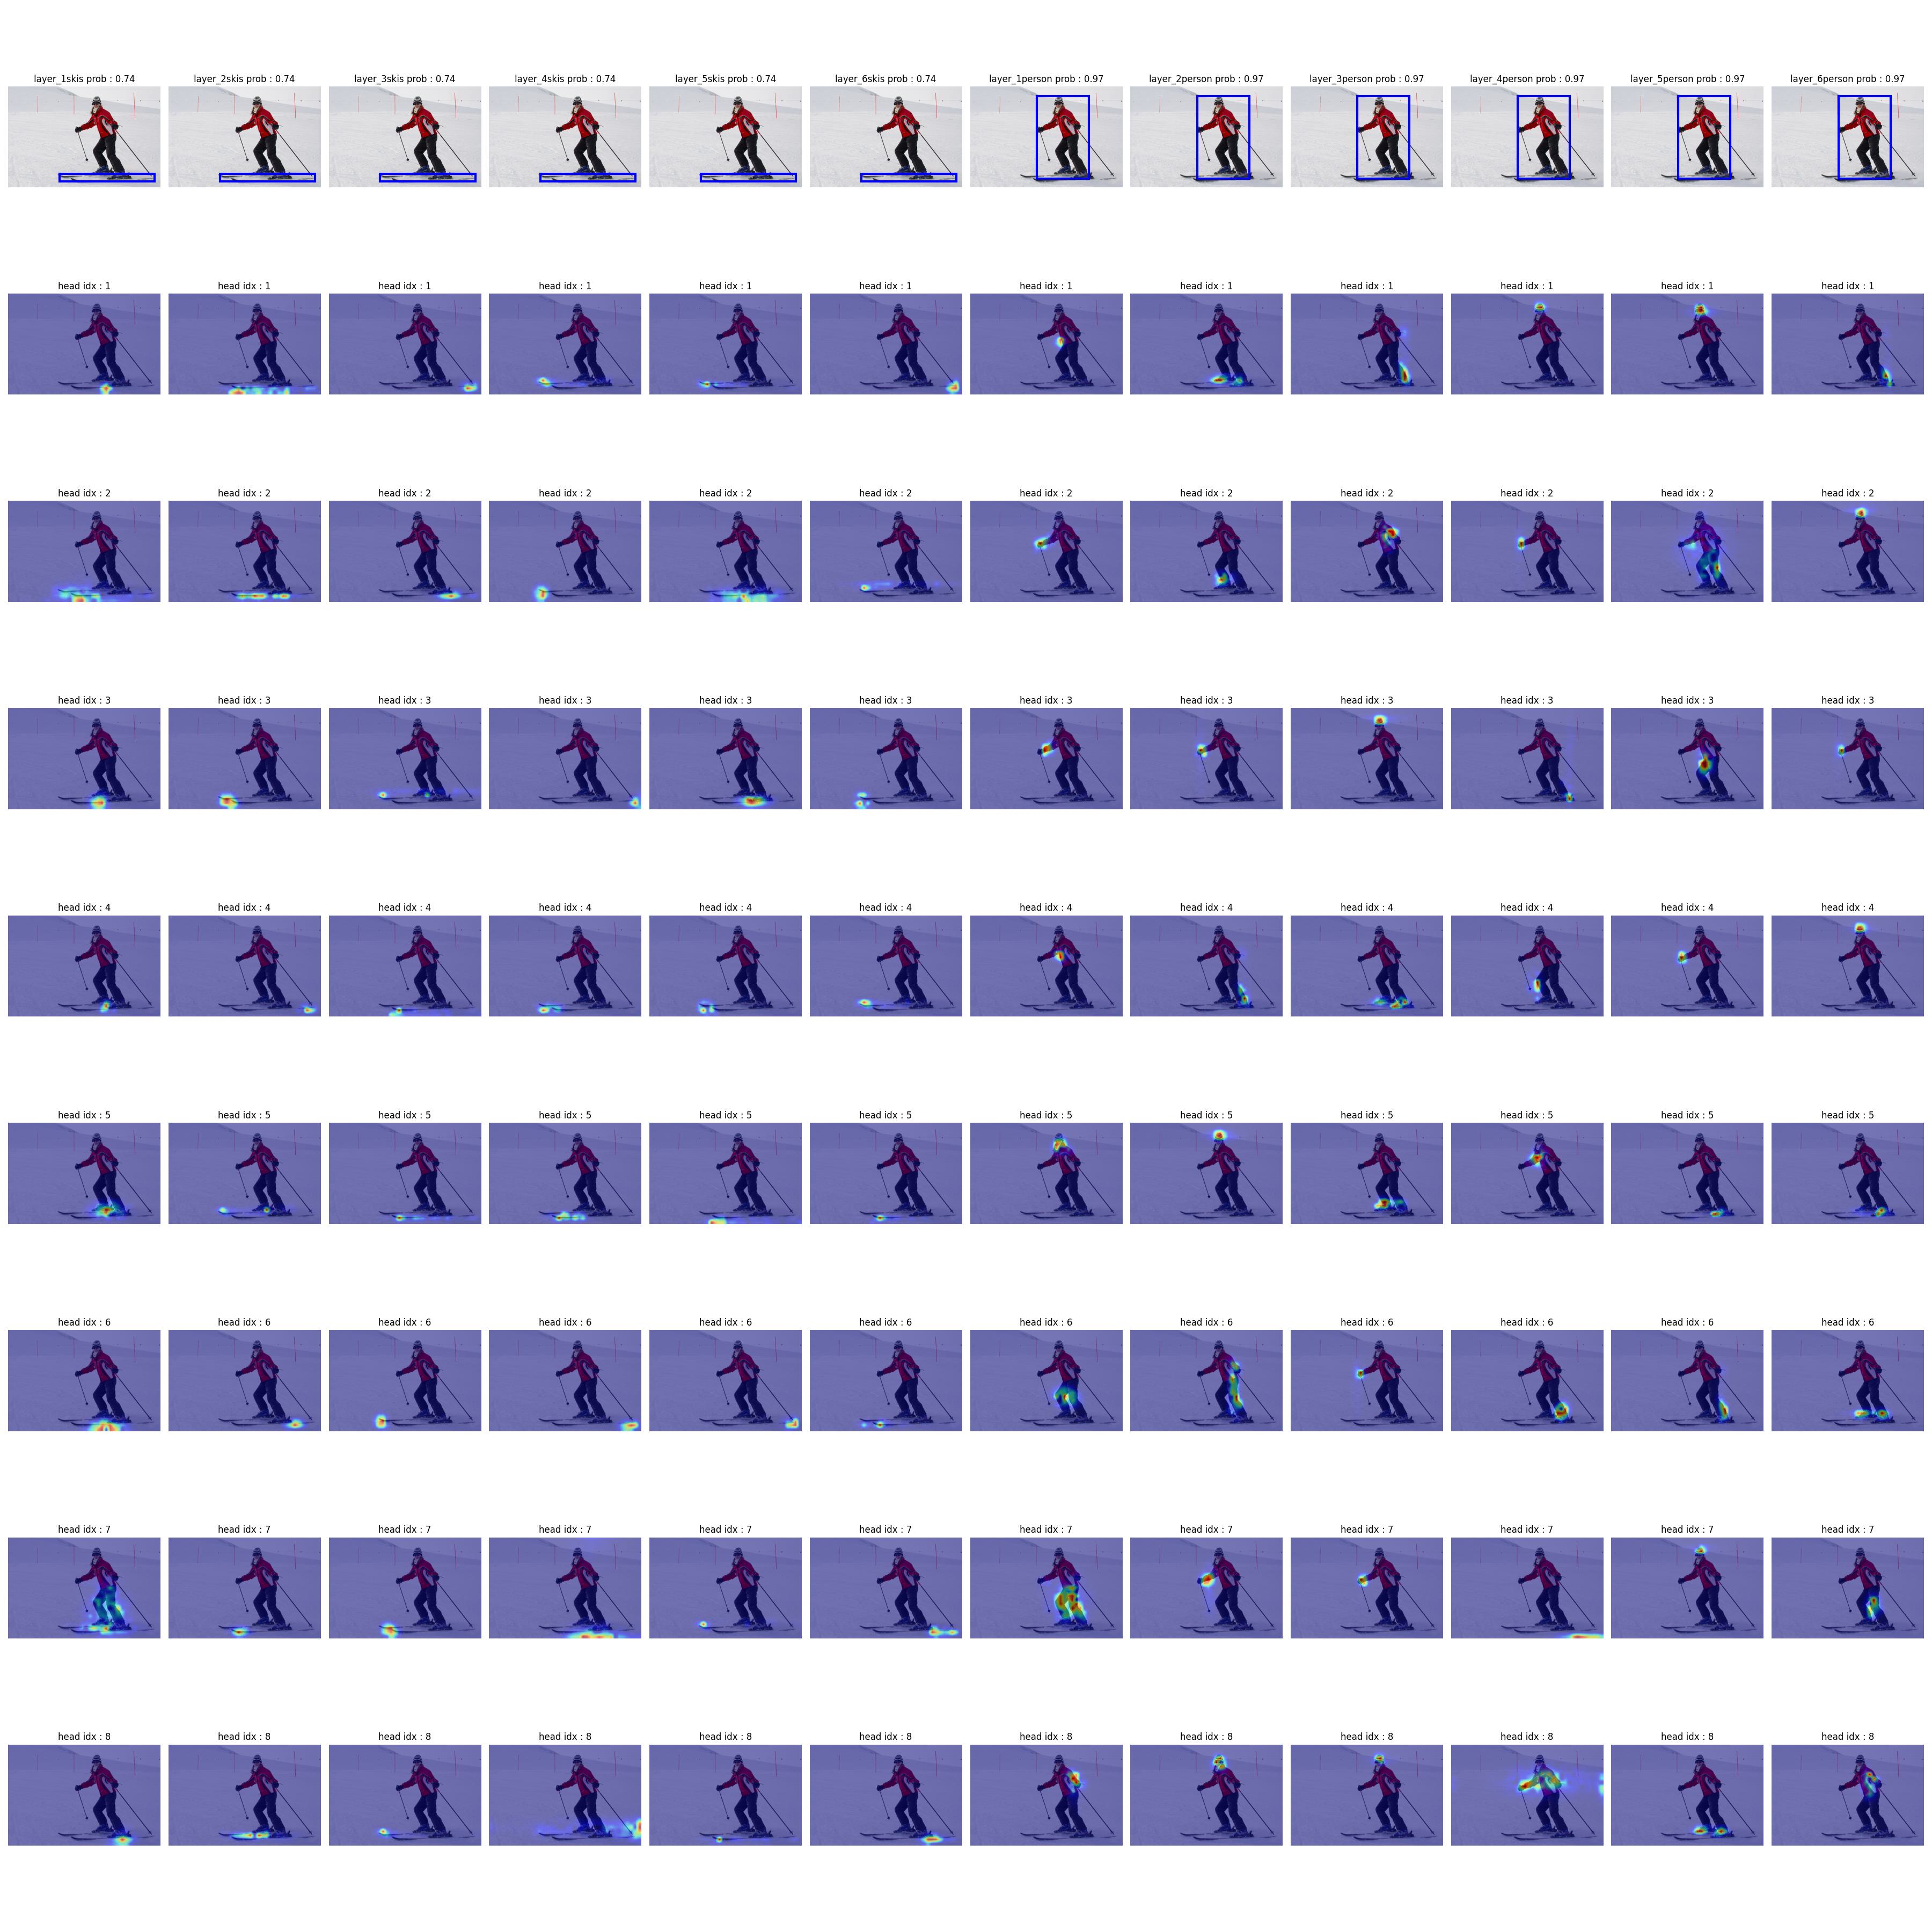 layer_1skis prob : 0.74 layer_2skis prob : 0.74 layer_3skis prob : 0.74 layer_4skis prob : 0.74 layer_5skis prob : 0.74 layer_6skis prob : 0.74 layer_1person prob : 0.97 layer_2person prob : 0.97 layer_3person prob : 0.97 layer_4person prob : 0.97 layer_5person prob : 0.97 layer_6person prob : 0.97
head idx : 1 head idx : 1 head idx : 1 head idx : 1 head idx : 1 head idx : 1 head idx : 1 head idx : 1 head idx : 1 head idx : 1 head idx : 1 head idx : 1
head idx : 2 head idx : 2 head idx : 2 head idx : 2 head idx : 2 head idx : 2 head idx : 2 head idx : 2 head idx : 2 head idx : 2 head idx : 2 head idx : 2
head idx : 3 head idx : 3 head idx : 3 head idx : 3 head idx : 3 head idx : 3 head idx : 3 head idx : 3 head idx : 3 head idx : 3 head idx : 3 head idx : 3
head idx : 4 head idx : 4 head idx : 4 head idx : 4 head idx : 4 head idx : 4 head idx : 4 head idx : 4 head idx : 4 head idx : 4 head idx : 4 head idx : 4
head idx : 5 head idx : 5 head idx : 5 head idx : 5 head idx : 5 head idx : 5 head idx : 5 head idx : 5 head idx : 5 head idx : 5 head idx : 5 head idx : 5
head idx : 6 head idx : 6 head idx : 6 head idx : 6 head idx : 6 head idx : 6 head idx : 6 head idx : 6 head idx : 6 head idx : 6 head idx : 6 head idx : 6
head idx : 7 head idx : 7 head idx : 7 head idx : 7 head idx : 7 head idx : 7 head idx : 7 head idx : 7 head idx : 7 head idx : 7 head idx : 7 head idx : 7
head idx : 8 head idx : 8 head idx : 8 head idx : 8 head idx : 8 head idx : 8 head idx : 8 head idx : 8 head idx : 8 head idx : 8 head idx : 8 head idx : 8